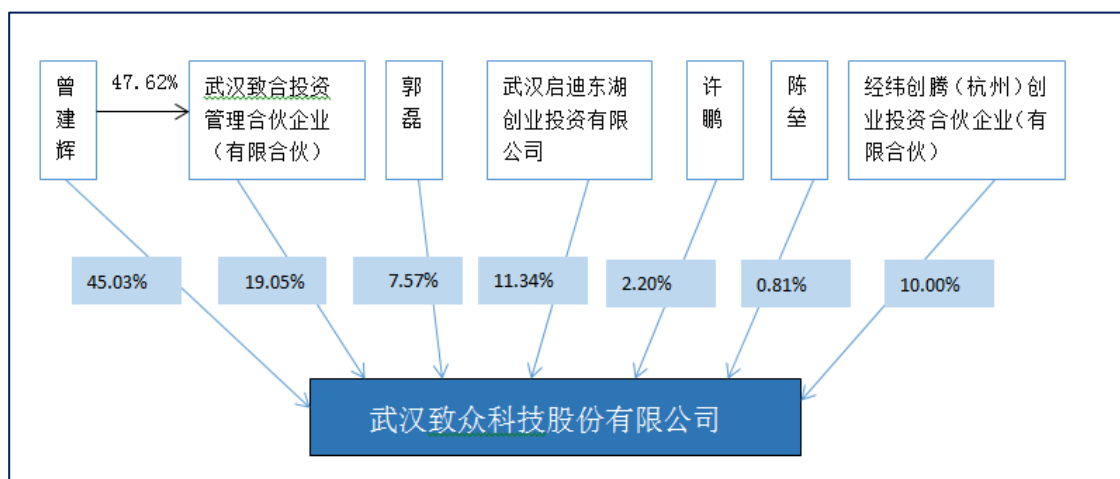 曾建辉
47.62%
武汉致合投资
管理合伙企业
（有限合伙）
郭磊
武汉启迪东湖
创业投资有限
公司
许鹏
陈垒
经纬创腾（杭州）创
业投资合伙企业（有
限合伙）
45.03%
19.05%
7.57%
11.34%
2.20%
0.81%
10.00%
武汉致众科技股份有限公司